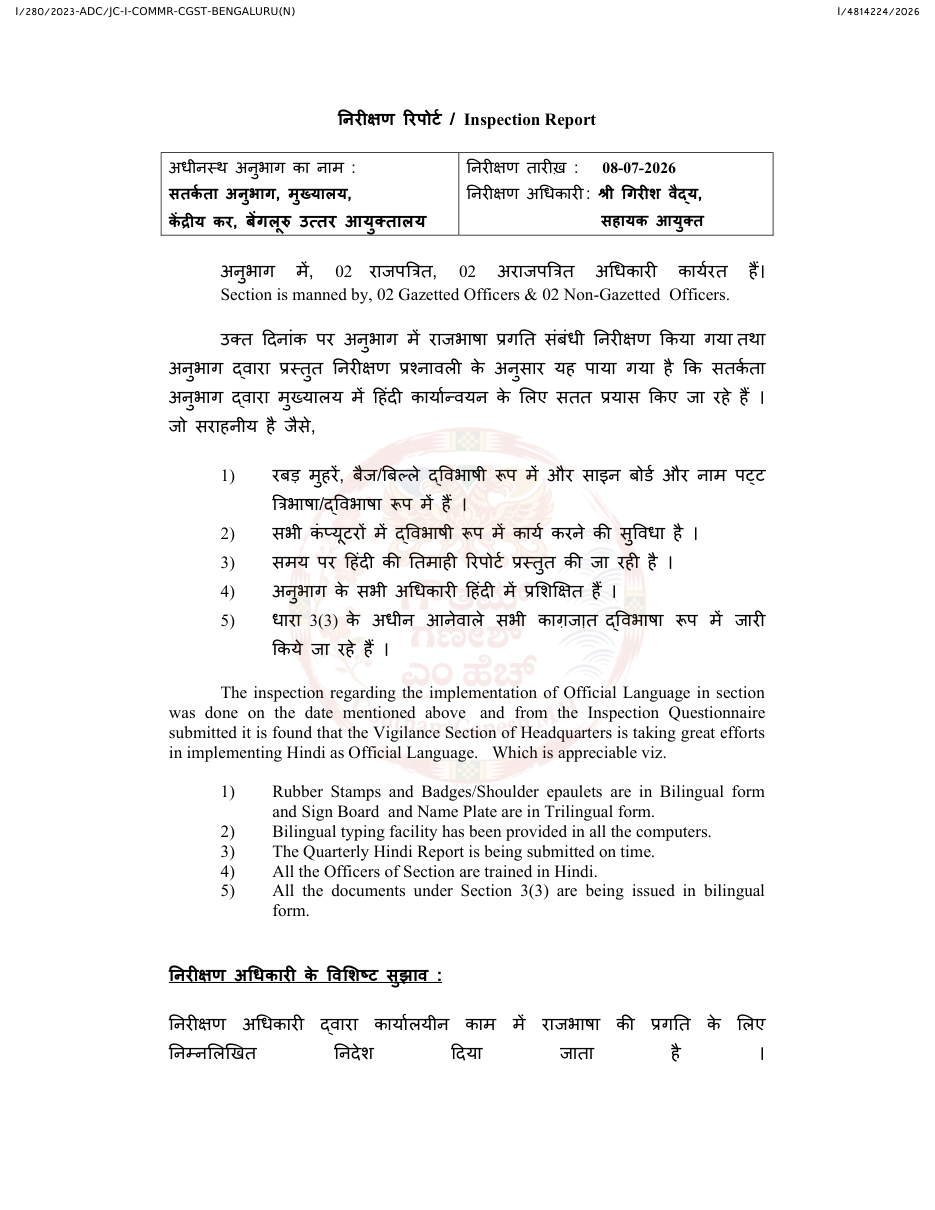 I/280/2023-ADC/JC-I-COMMR-CGST-BENGALURU(N) I/4814224/2026
निरीक्षण रिपोर्ट / Inspection Report
अधीनस्थ अनुभाग का नाम : निरीक्षण तारीख़ : 08-07-2026
सतर्कता अनुभाग, मुख्यालय, निरीक्षण अधिकारी : श्री गिरीश वैद्य,
केंद्रीय कर, बेंगलूरु उत्तर आयुक्तालय सहायक आयुक्त
अनुभाग में, 02 राजपत्रित, 02 अराजपत्रित अधिकारी कार्यरत हैं।
Section is manned by, 02 Gazetted Officers & 02 Non-Gazetted Officers.
उक्त दिनांक पर अनुभाग में राजभाषा प्रगति संबंधी निरीक्षण किया गया तथा
अनुभाग द्वारा प्रस्तुत निरीक्षण प्रश्नावली के अनुसार यह पाया गया है कि सतर्कता
अनुभाग द्वारा मुख्यालय में हिंदी कार्यान्वयन के लिए सतत प्रयास किए जा रहे हैं ।
जो सराहनीय है जैसे,
1) रबड़ मुहरें, बैज/बिल्ले द्विभाषी रूप में और साइन बोर्ड और नाम पट्ट
त्रिभाषा/द्विभाषा रूप में हैं ।
2) सभी कंप्यूटरों में द्विभाषी रूप में कार्य करने की सुविधा है ।
3) समय पर हिंदी की तिमाही रिपोर्ट प्रस्तुत की जा रही है ।
4) अनुभाग के सभी अधिकारी हिंदी में प्रशिक्षित हैं ।
5) धारा 3(3) के अधीन आनेवाले सभी काग़ज़ात द्विभाषा रूप में जारी
किये जा रहे हैं ।
ಗೌತಮ್
ಗಣೇಶ್
ಎಂ ಹೆಚ್
The inspection regarding the implementation of Official Language in section
was done on the date mentioned above and from the Inspection Questionnaire
submitted it is found that the Vigilance Section of Headquarters is taking great efforts
in implementing Hindi as Official Language. Which is appreciable viz.
1) Rubber Stamps and Badges/Shoulder epaulets are in Bilingual form
and Sign Board and Name Plate are in Trilingual form.
2) Bilingual typing facility has been provided in all the computers.
3) The Quarterly Hindi Report is being submitted on time.
4) All the Officers of Section are trained in Hindi.
5) All the documents under Section 3(3) are being issued in bilingual
form.
निरीक्षण अधिकारी के विशिष्ट सुझाव :
निरीक्षण अधिकारी द्वारा कार्यालयीन काम में राजभाषा की प्रगति के लिए
निम्नलिखित निदेश दिया जाता है ।